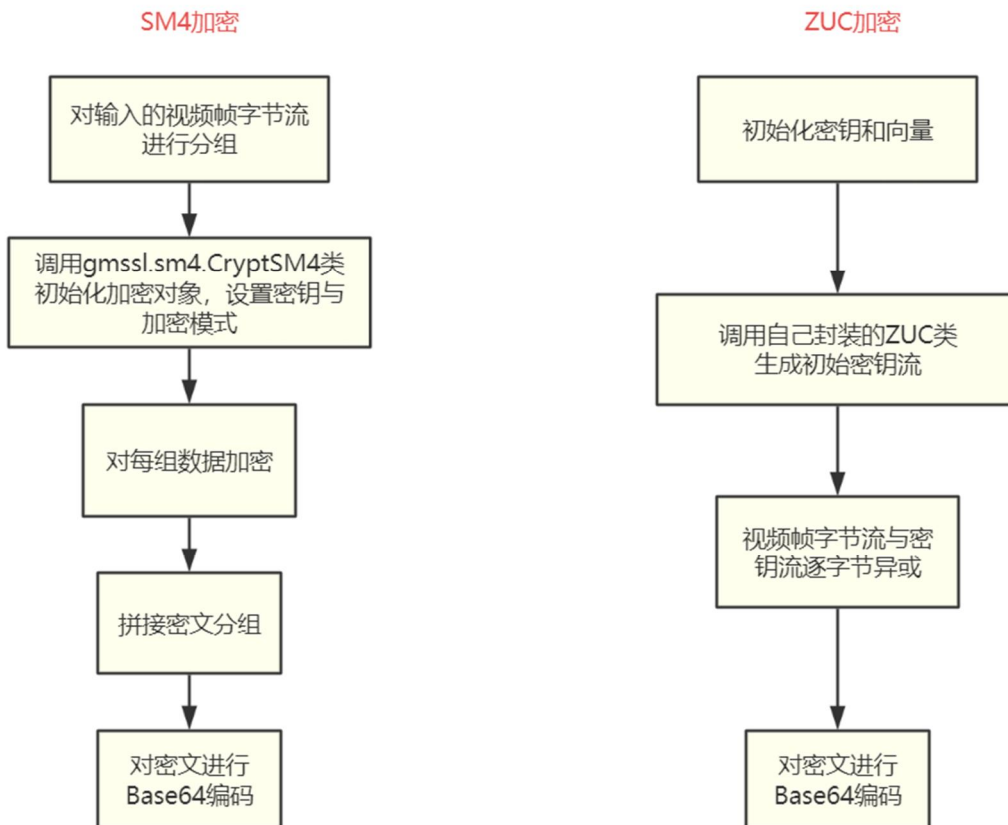 SM4加密
对输入的视频帧字节流
进行分组
调用gmssl.sm4.CryptSM4类
初始化加密对象，设置密钥与
加密模式
对每组数据加密
拼接密文分组
对密文进行
Base64编码
ZUC加密
初始化密钥和向量
调用自己封装的ZUC类
生成初始密钥流
视频帧字节流与密
钥流逐字节异或
对密文进行
Base64编码